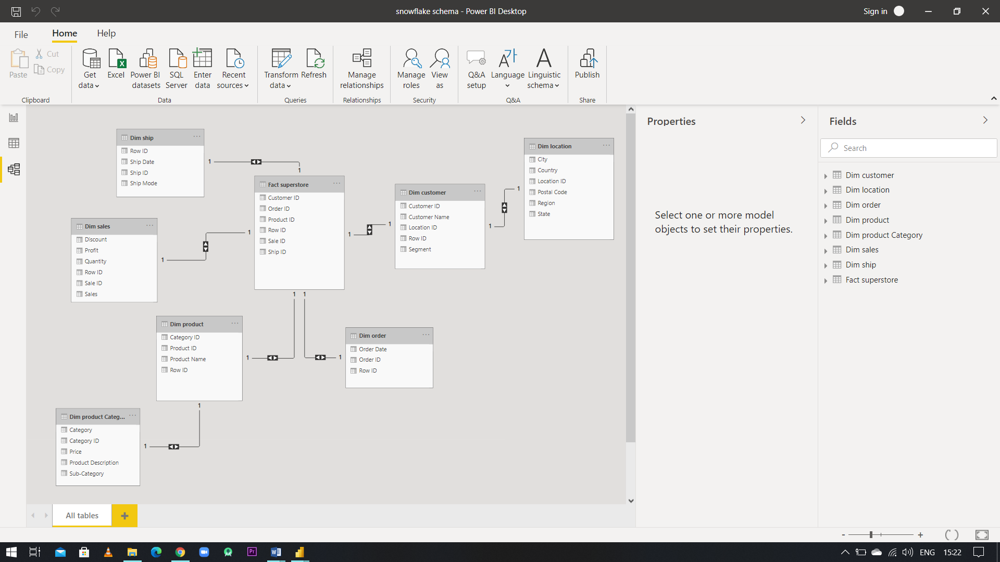 snowflake schema - Power BI Desktop
Sign in
File
Home
Help
Paste
Cut
Copy
Clipboard
Get data
Excel
Power BI datasets
SQL Server
Enter data
Recent sources
Data
Transform data
Refresh
Queries
Manage relationships
Relationships
Manage roles
View as
Security
Q&A setup
Language
Linguistic schema
Q&A
Publish
Share
Dim ship
Row ID
Ship Date
Ship ID
Ship Mode
1
1
Dim sales
Discount
Profit
Quantity
Row ID
Sale ID
Sales
1
1
Fact superstore
Customer ID
Order ID
Product ID
Row ID
Sale ID
Ship ID
1
1
Dim customer
Customer ID
Customer Name
Location ID
Row ID
Segment
1
1
Dim location
City
Country
Location ID
Postal Code
Region
State
1 1
Dim product
Category ID
Product ID
Product Name
Row ID
1
1
Dim order
Order Date
Order ID
Row ID
1
Dim product Categ...
Category
Category ID
Price
Product Description
Sub-Category
1
All tables
Properties
Select one or more model
objects to set their properties.
Fields
Search
Dim customer
Dim location
Dim order
Dim product
Dim product Category
Dim sales
Dim ship
Fact superstore
Pr
ENG
15:22